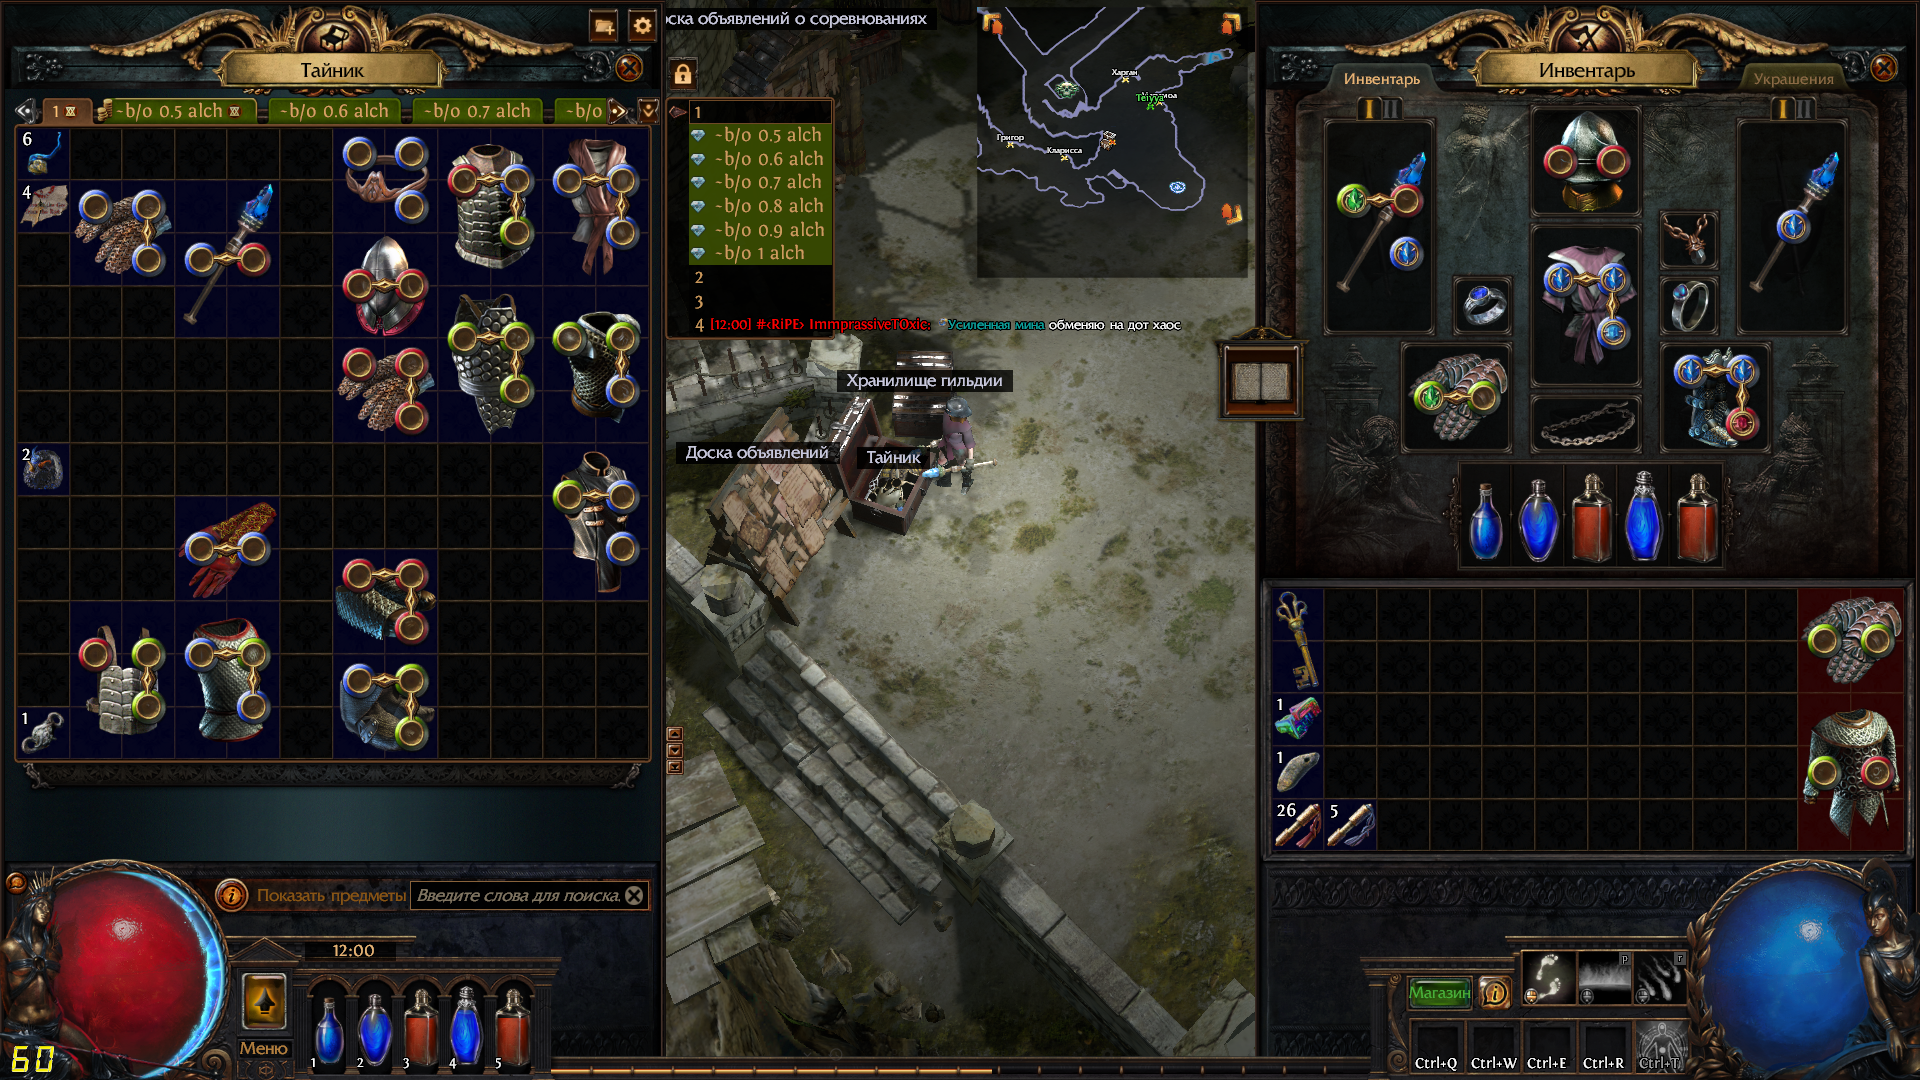 Тайник
1
~b/o 0.5 alch
~b/o 0.6 alch
~b/o 0.7 alch
~b/o
6
4
2
1
Показать предметы
Введите слова для поиска.
12:00
Меню
1
2
3
4
5
60
оска объявлений о соревнованиях
1
~b/o 0.5 alch
~b/o 0.6 alch
~b/o 0.7 alch
~b/o 0.8 alch
~b/o 0.9 alch
~b/o 1 alch
2
3
4
[12:00] #<RiPE> ImmprassiveTOxic: Усиленная мина обменяю на дот хаос
Харган
Григор
Кларисса
Хранилище гильдии
Доска объявлений
Тайник
Инвентарь
Инвентарь
Украшения
I
II
I
II
1
1
26
5
Магазин
P
r
Ctrl+Q
Ctrl+W
Ctrl+E
Ctrl+R
Ctrl+T